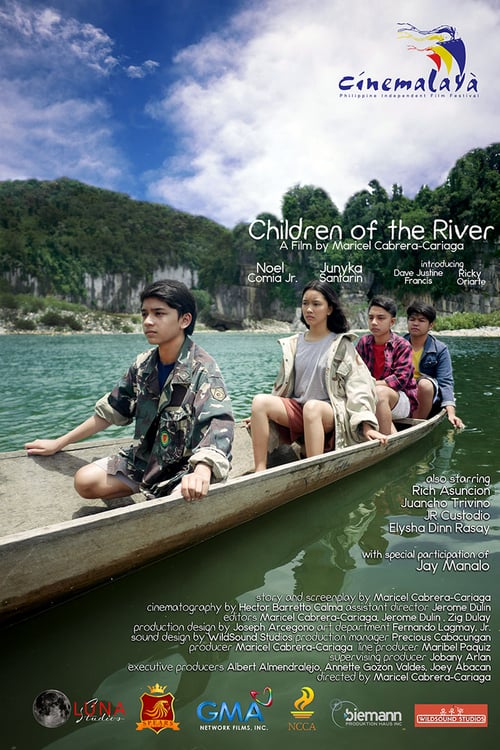 cinemalayà
Philippine Independent Film Festival
Children of the River
A Film by Maricel Cabrera-Cariaga
Noel
Comia Jr.
Junyka
Santarin
introducing
Dave Justine
Francis
Ricky
Oriarte
also starring
Rich Asuncion
Juancho Trivino
JR Custodio
Elysha Dinn Rasay
with special participation of
Jay Manalo
story and screenplay by Maricel Cabrera-Cariaga
cinematography by Hector Barretto Calma assistant director Jerome Dulin
editors Maricel Cabrera-Cariaga, Jerome Dulin , Zig Dulay
production design by Joseph Arcegono art department Fernando Lagmay, Jr.
sound design by WildSound Studios production manager Precious Cabacungan
producer Maricel Cabrera-Cariaga line producer Maribel Paquiz
supervising producer Jobany Arlan
executive producers Albert Almendralejo, Annette Gozon Valdes, Joey Abacan
directed by Maricel Cabrera-Cariaga
LUNA
Studios
SPEARS
GMA
NETWORK FILMS, INC.
NCCA
biemann
PRODUCTION HAUS INC
WILDSOUND STUDIOS